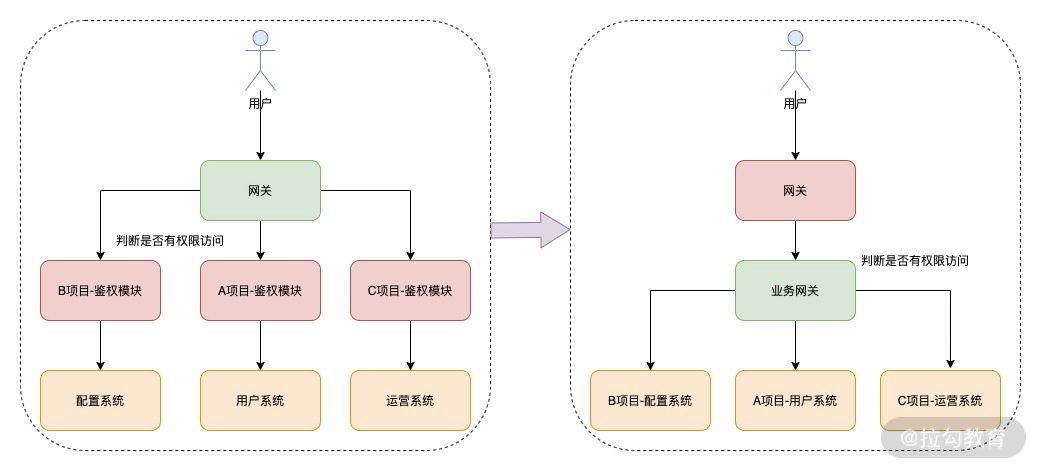 用户
网关
判断是否有权限访问
B项目-鉴权模块
A项目-鉴权模块
C项目-鉴权模块
配置系统
用户系统
运营系统
用户
网关
判断是否有权限访问
业务网关
B项目-配置系统
A项目-用户系统
C项目-运营系统
@拉勾教育